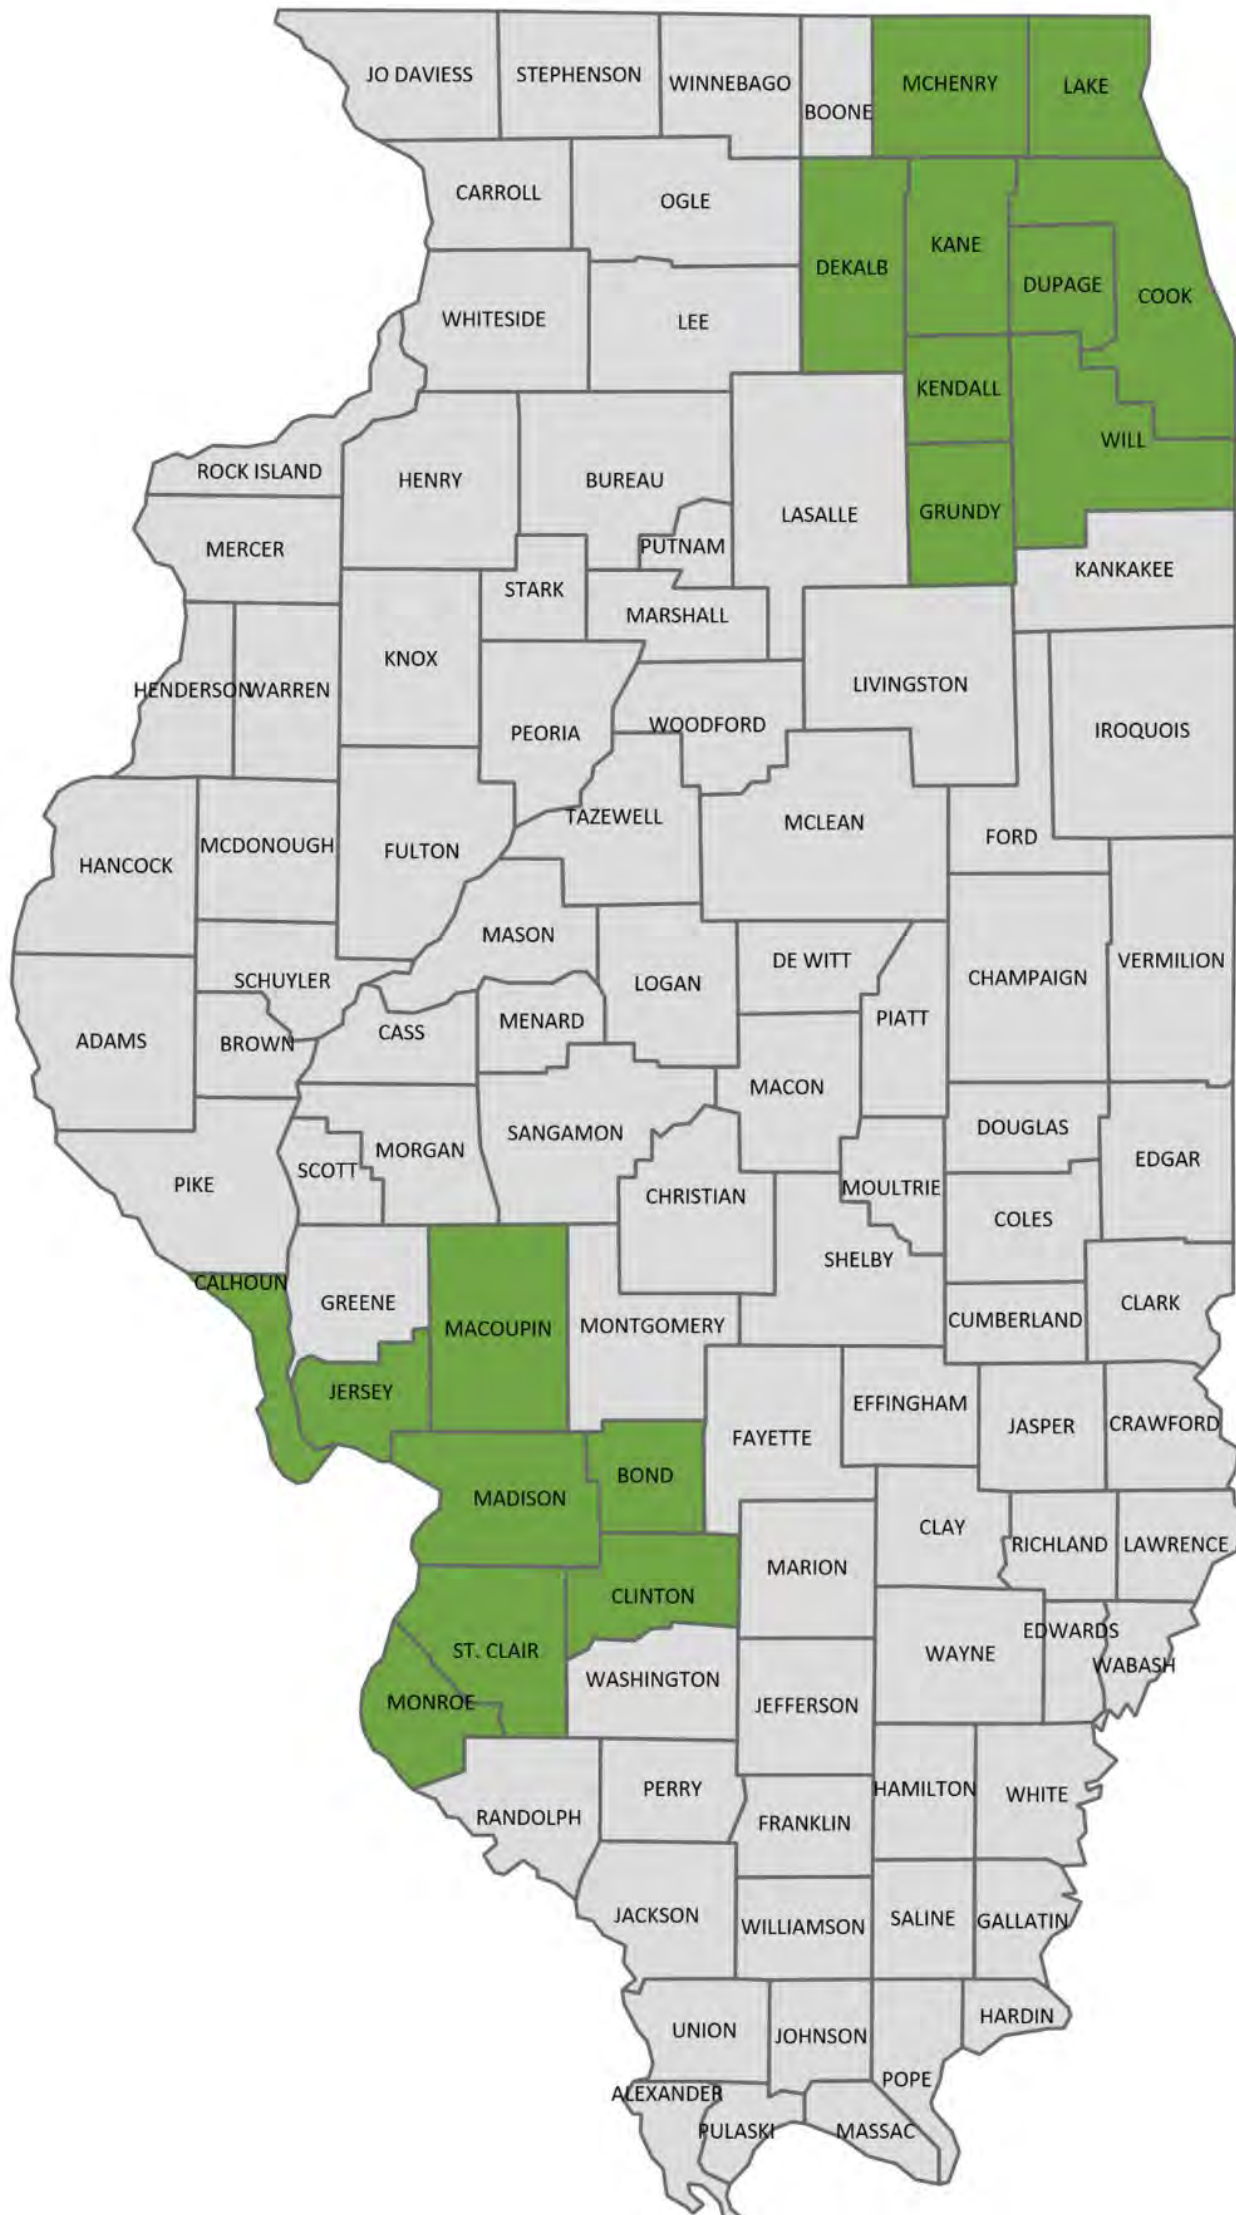 JO DAVIESS
STEPHENSON
WINNEBAGO
BOONE
MCHENRY
LAKE
CARROLL
OGLE
DEKALB
KANE
DUPAGE
COOK
WHITESIDE
LEE
KENDALL
WILL
ROCK ISLAND
HENRY
BUREAU
LASALLE
GRUNDY
MERCER
PUTNAM
KANKAKEE
STARK
MARSHALL
KNOX
HENDERSON
WARREN
LIVINGSTON
PEORIA
WOODFORD
IROQUOIS
TAZEWELL
MCLEAN
FORD
HANCOCK
MCDONOUGH
FULTON
MASON
DE WITT
VERMILION
SCHUYLER
LOGAN
CHAMPAIGN
ADAMS
BROWN
CASS
MENARD
PIATT
MACON
SANGAMON
DOUGLAS
MORGAN
EDGAR
PIKE
SCOTT
CHRISTIAN
MOULTRIE
COLES
SHELBY
CALHOUN
GREENE
MACOUPIN
MONTGOMERY
CUMBERLAND
CLARK
JERSEY
EFFINGHAM
FAYETTE
JASPER
CRAWFORD
MADISON
BOND
CLAY
RICHLAND
LAWRENCE
MARION
CLINTON
EDWARDS
ST. CLAIR
WAYNE
WABASH
WASHINGTON
MONROE
JEFFERSON
PERRY
HAMILTON
WHITE
RANDOLPH
FRANKLIN
JACKSON
WILLIAMSON
SALINE
GALLATIN
UNION
JOHNSON
HARDIN
POPE
ALEXANDER
PULASKI
MASSAC